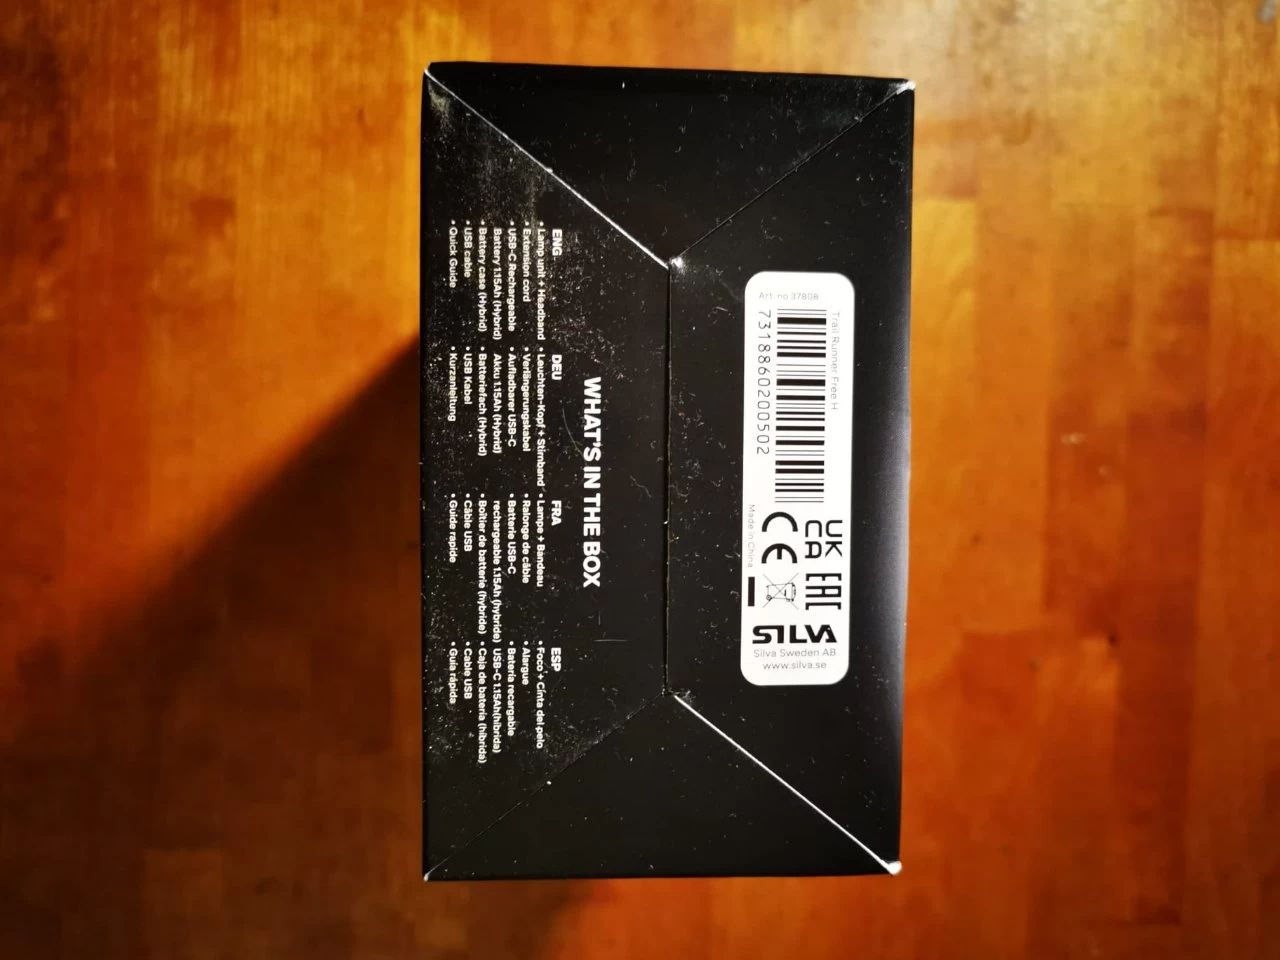 Trail Runner Free H
Art. no 37808
7318860200502
UK
CA
CE
EAC
Made in China
SILVA
Silva Sweden AB
www.silva.se
WHAT'S IN THE BOX
ENG
• Lamp unit + Headband
• Extension cord
• USB-C Rechargeable
Battery 1.15Ah (Hybrid)
• Battery case (Hybrid)
• USB cable
• Quick Guide
DEU
• Leuchten-Kopf + Stirnband
• Verlängerungskabel
• Aufladbarer USB-C
Akku 1.15Ah (Hybrid)
• Batteriefach (Hybrid)
• USB Kabel
• Kurzanleitung
FRA
• Lampe + Bandeau
• Ralonge de câble
• Batterie USB-C
rechargeable 1.15Ah (hybride)
• Boîtier de batterie (hybride)
• Câble USB
• Guide rapide
ESP
• Foco + Cinta del pelo
• Alargue
• Batería recargable
USB-C 1.15Ah(híbrida)
• Caja de batería (híbrida)
• Cable USB
• Guía rápida